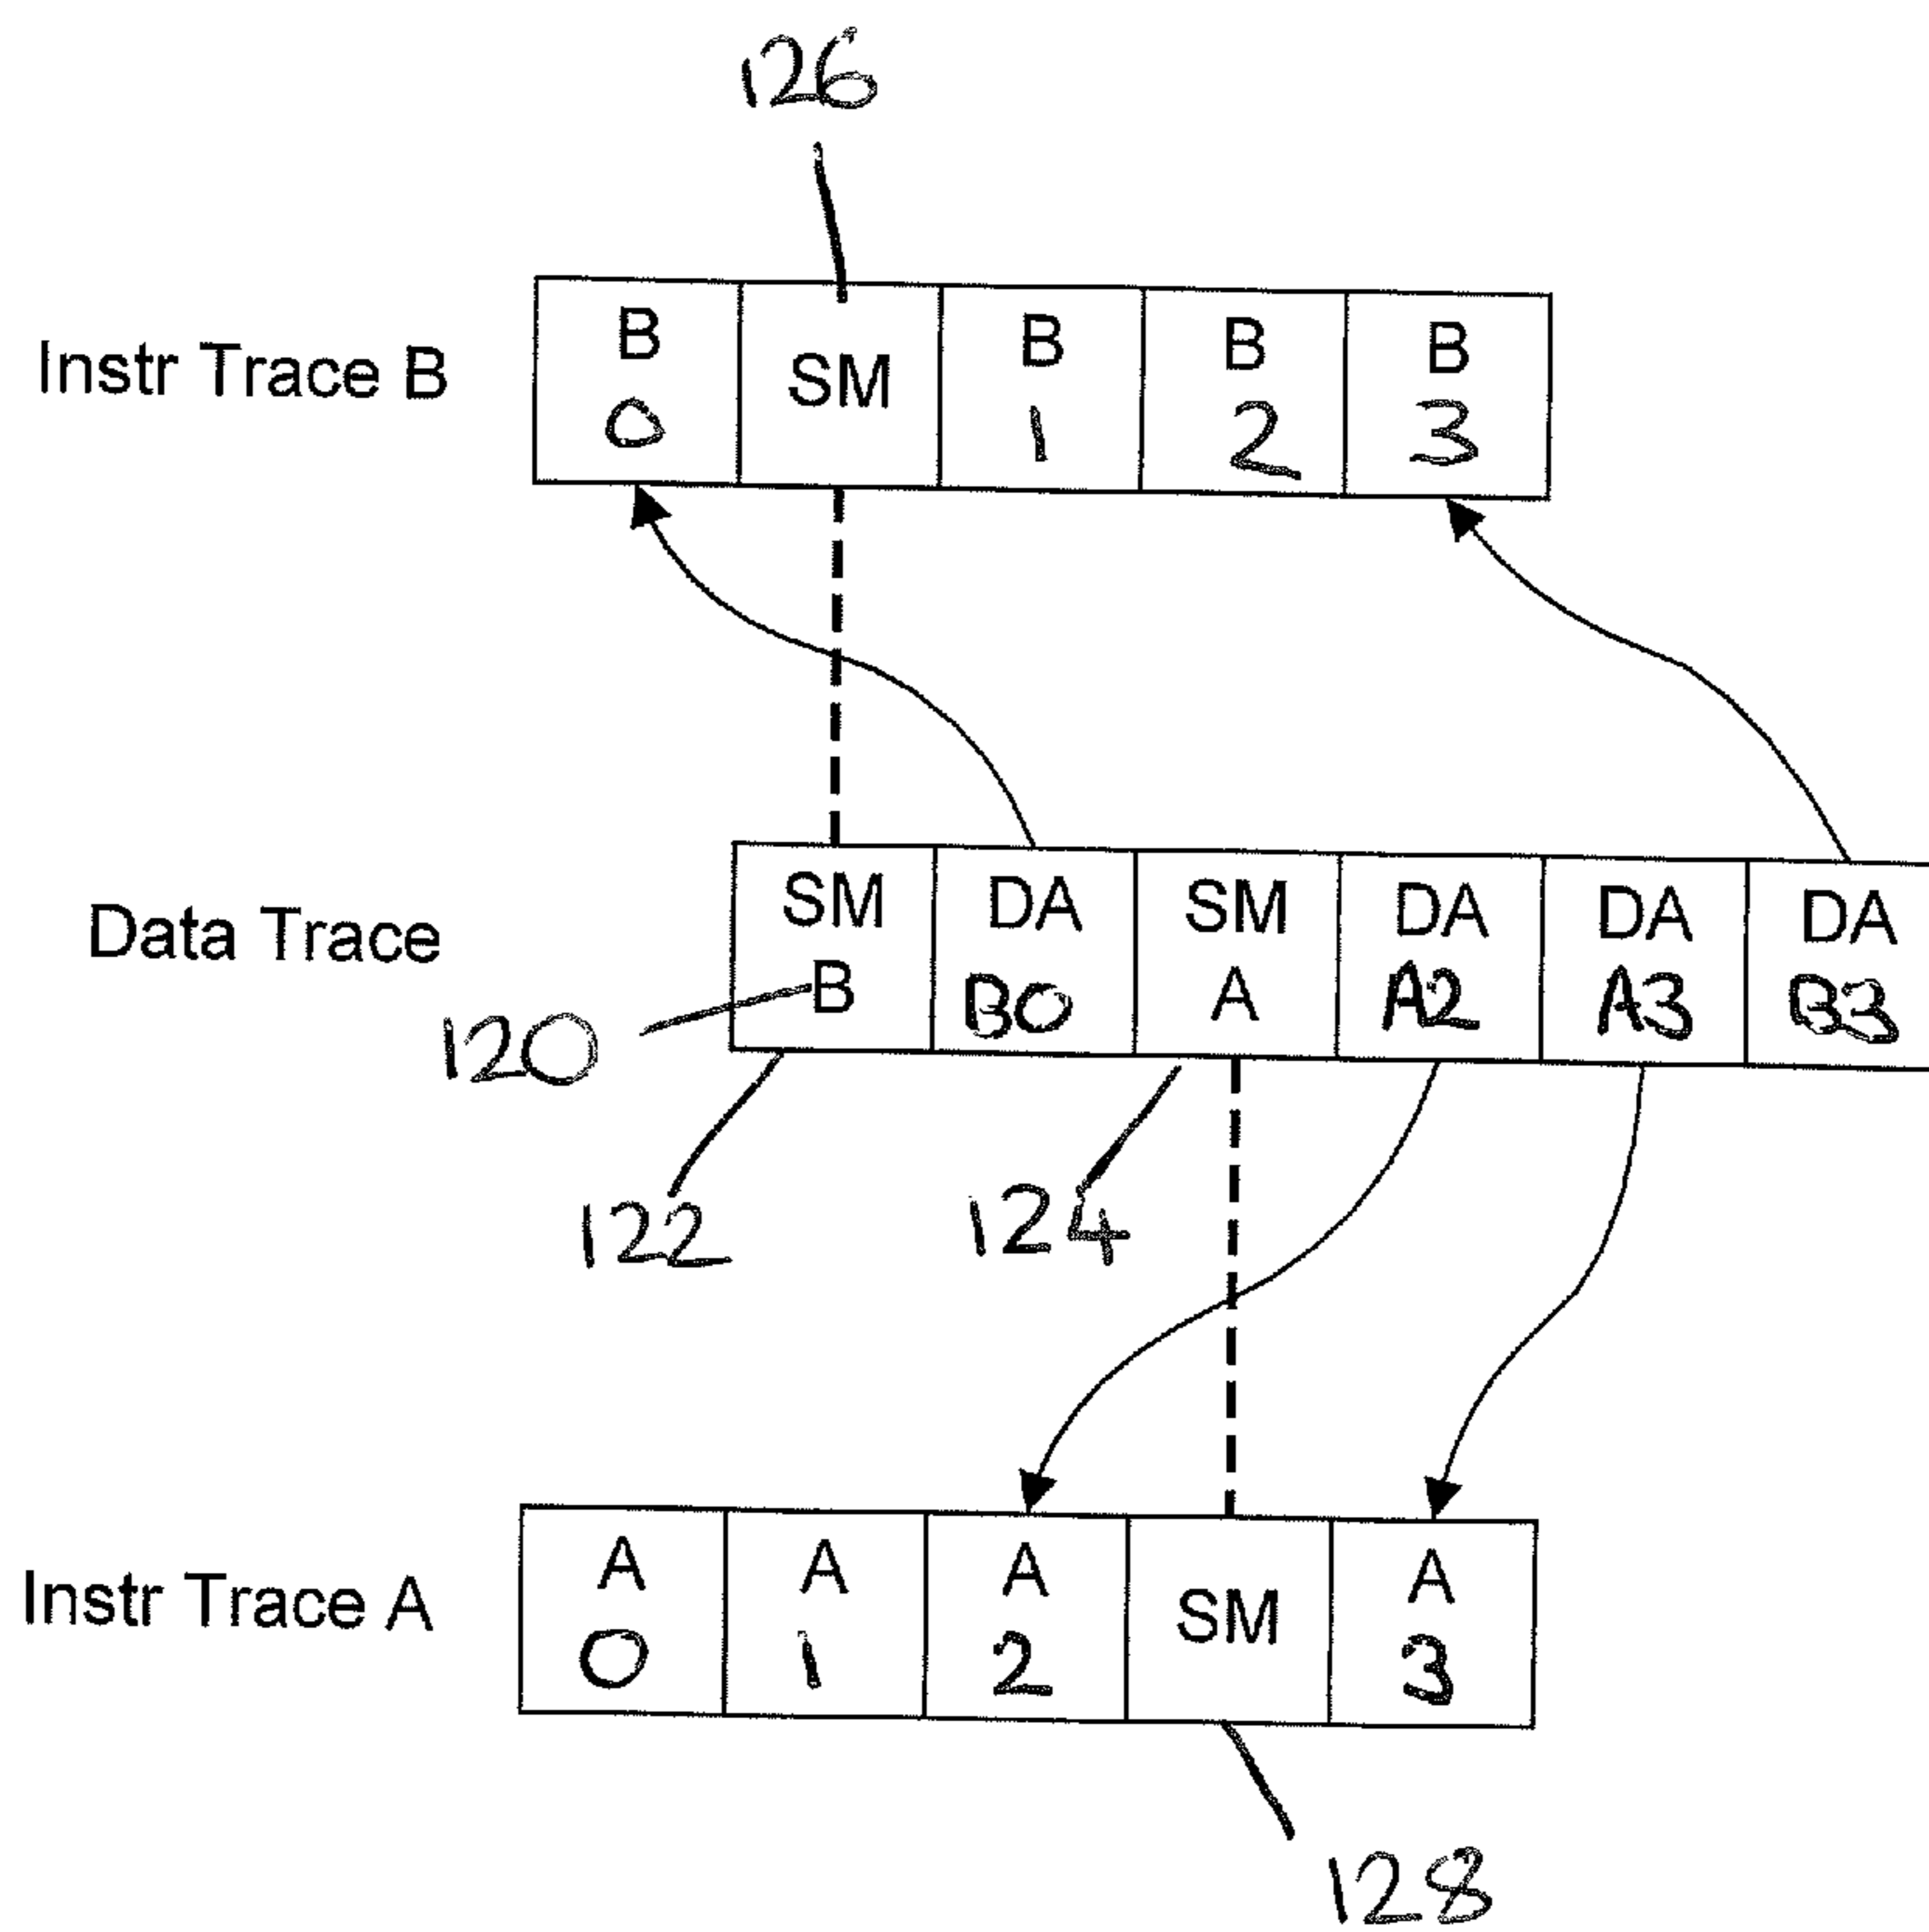 126
Instr Trace B
B 0
SM
B 1
B 2
B 3
Data Trace
SM B
DA B0
SM A
DA A2
DA A3
DA B3
120
122
124
Instr Trace A
A 0
A 1
A 2
SM
A 3
128